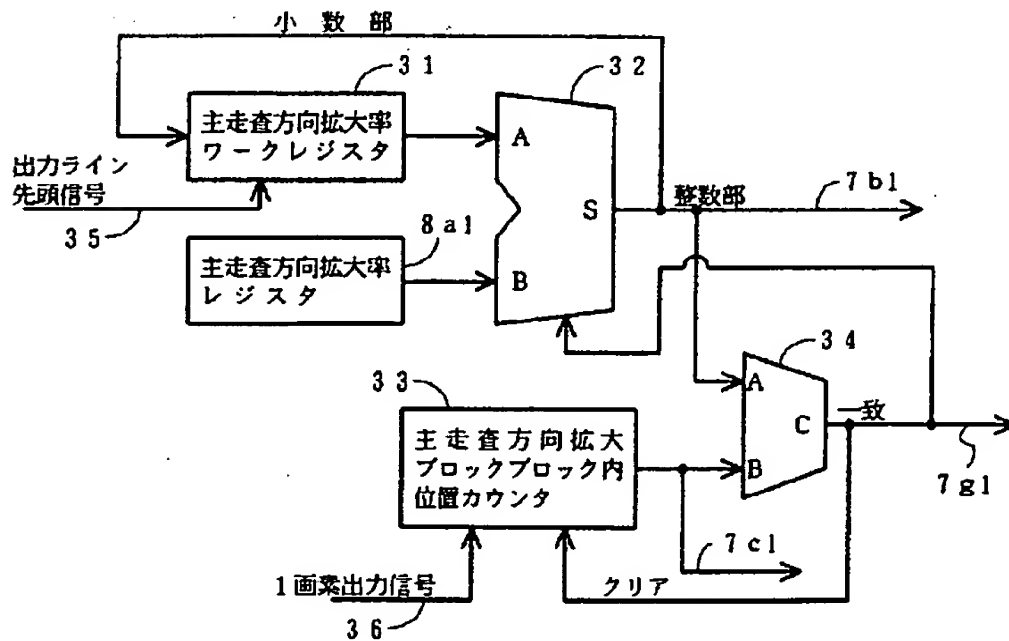 小数部
31
32
主走査方向拡大率
ワークレジスタ
A
出力ライン
先頭信号
35
S
整数部
7b1
8a1
主走査方向拡大率
レジスタ
B
34
33
A
主走査方向拡大
ブロックブロック内
位置カウンタ
C
一致
B
7g1
7c1
1画素出力信号
クリア
36